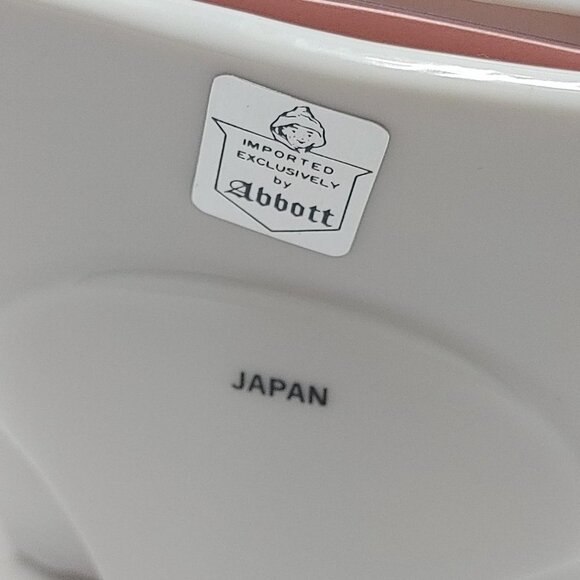 IMPORTED
EXCLUSIVELY
by
Abbott
JAPAN